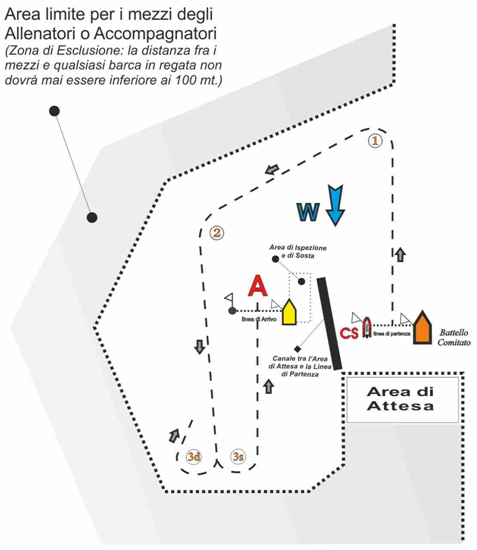 Area limite per i mezzi degli
Allenatori o Accompagnatori
(Zona di Esclusione: la distanza fra i
mezzi e qualsiasi barca in regata non
dovrà mai essere inferiore ai 100 mt.)
1
2
W
Area di Ispezione
e di Sosta
A
linea di Arrivo
CS
linea di partenza
Battello
Comitato
Canale tra l'Area
di Attesa e la Linea
di Partenza
Area di
Attesa
3d
3s